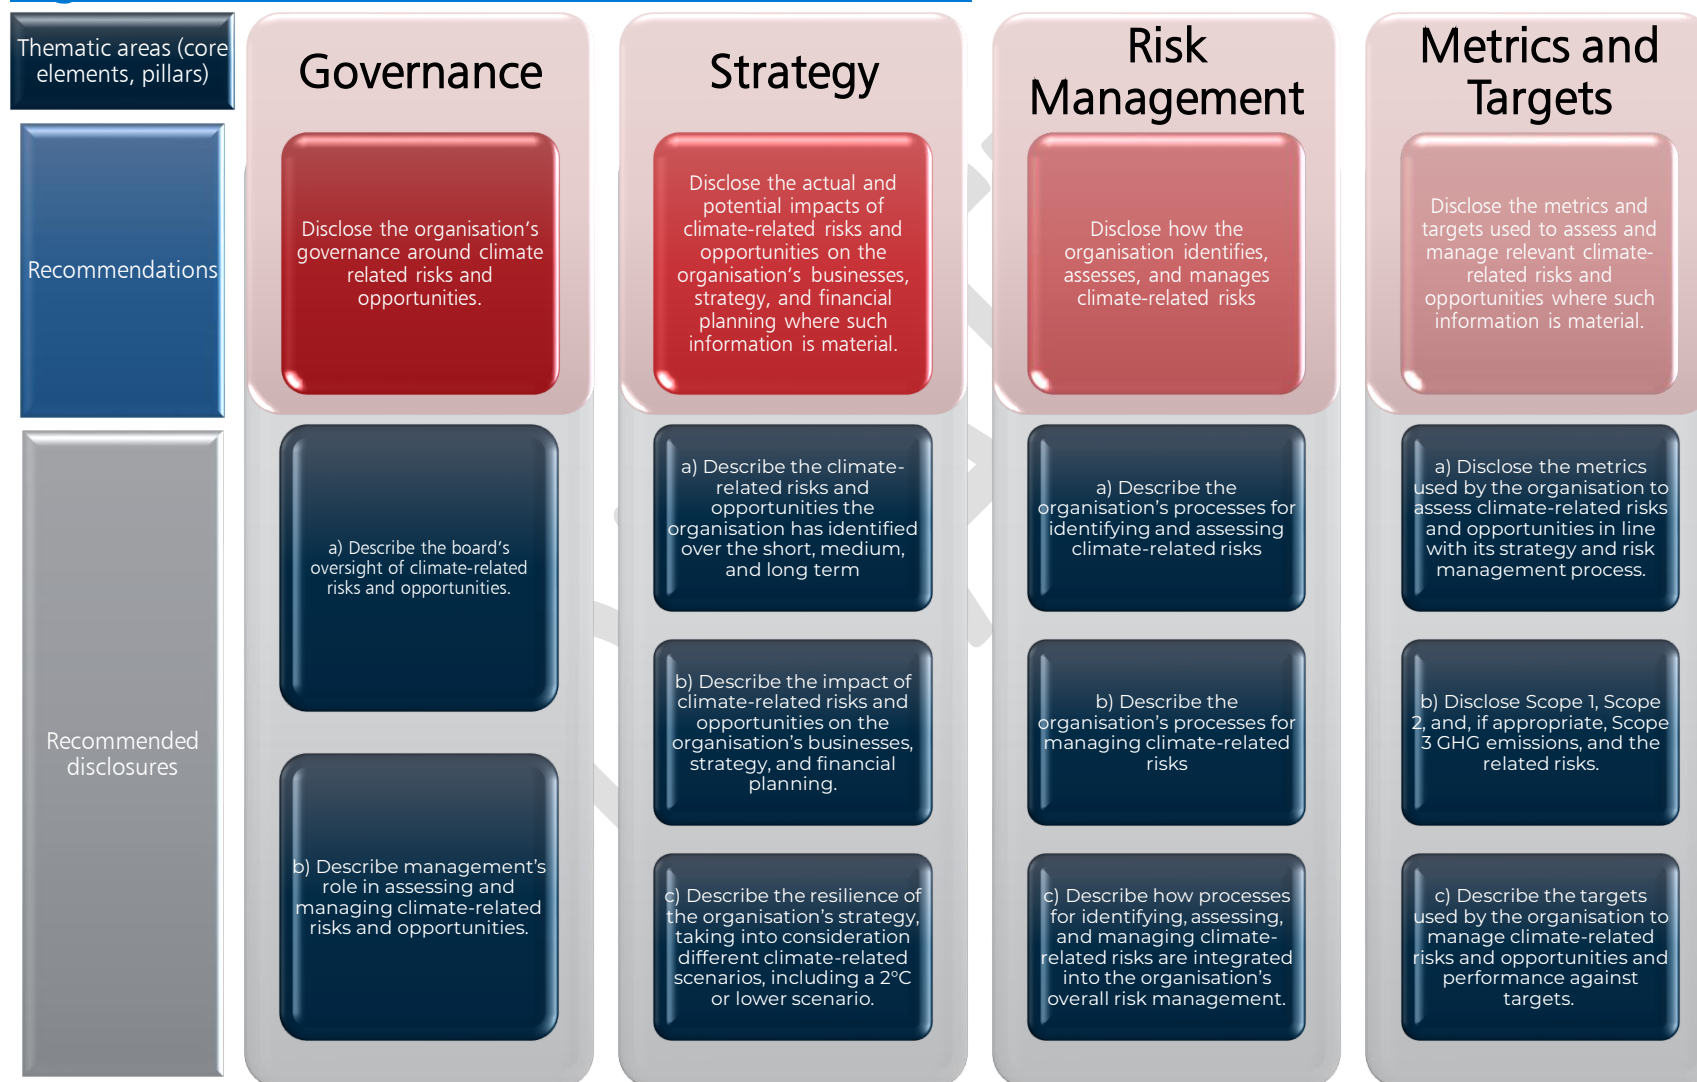 Thematic areas (core
elements, pillars)
Governance
Strategy
Risk
Management
Metrics and
Targets
Recommendations
Disclose the organisation’s
governance around climate
related risks and
opportunities.
Disclose the actual and
potential impacts of
climate-related risks and
opportunities on the
organisation’s businesses,
strategy, and financial
planning where such
information is material.
Disclose how the
organisation identifies,
assesses, and manages
climate-related risks
Disclose the metrics and
targets used to assess and
manage relevant climate-
related risks and
opportunities where such
information is material.
Recommended
disclosures
a) Describe the board’s
oversight of climate-related
risks and opportunities.
b) Describe management’s
role in assessing and
managing climate-related
risks and opportunities.
a) Describe the climate-
related risks and
opportunities the
organisation has identified
over the short, medium,
and long term
b) Describe the impact of
climate-related risks and
opportunities on the
organisation’s businesses,
strategy, and financial
planning.
c) Describe the resilience of
the organisation’s strategy,
taking into consideration
different climate-related
scenarios, including a 2°C
or lower scenario.
a) Describe the
organisation’s processes for
identifying and assessing
climate-related risks
b) Describe the
organisation’s processes for
managing climate-related
risks
c) Describe how processes
for identifying, assessing,
and managing climate-
related risks are integrated
into the organisation’s
overall risk management.
a) Disclose the metrics
used by the organisation to
assess climate-related risks
and opportunities in line
with its strategy and risk
management process.
b) Disclose Scope 1, Scope
2, and, if appropriate, Scope
3 GHG emissions, and the
related risks.
c) Describe the targets
used by the organisation to
manage climate-related
risks and opportunities and
performance against
targets.